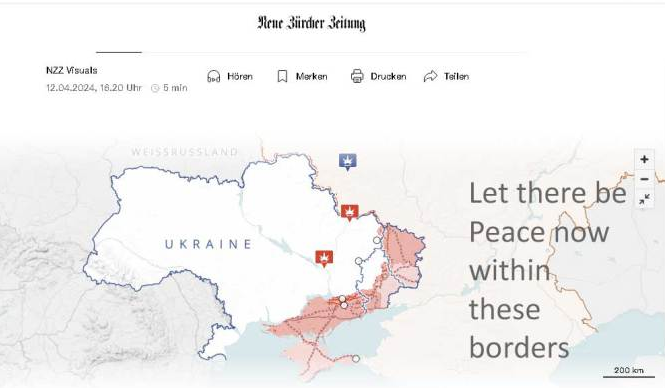 Neue Zürcher Zeitung
NZZ Visuals
12.04.2024, 16.20 Uhr 5 min
Hören Merken Drucken Teilen
WEISSRUSSLAND
UKRAINE
Let there be
Peace now
within
these
borders
+
−
200 km